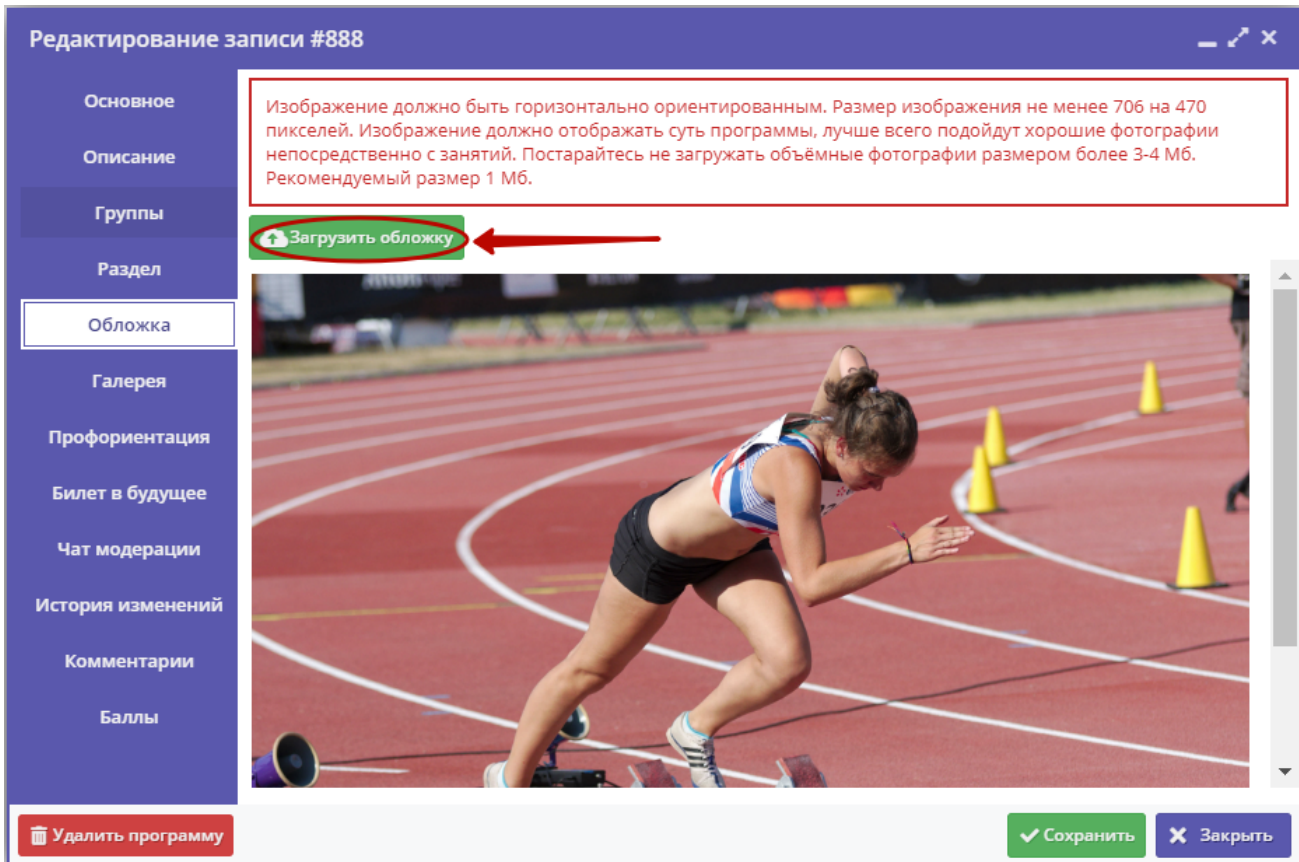 Редактирование записи #888
Основное
Описание
Группы
Раздел
Обложка
Галерея
Профориентация
Билет в будущее
Чат модерации
История изменений
Комментарии
Баллы
Изображение должно быть горизонтально ориентированным. Размер изображения не менее 706 на 470
пикселей. Изображение должно отображать суть программы, лучше всего подойдут хорошие фотографии
непосредственно с занятий. Постарайтесь не загружать объёмные фотографии размером более 3-4 Мб.
Рекомендуемый размер 1 Мб.
Загрузить обложку
Удалить программу
Сохранить
Закрыть